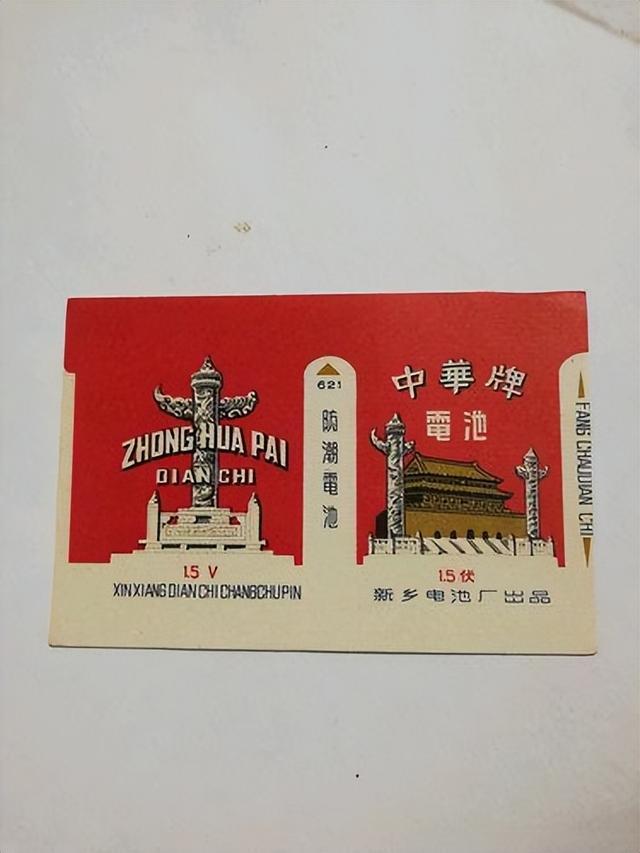 ZHONG HUA PAI
DIAN CHI
1.5 V
XIN XIANG DIAN CHI CHANG CHU PIN
621
防潮電池
中華牌
電池
1.5伏
新乡电池厂出品
FANG CHAO DIAN CHI